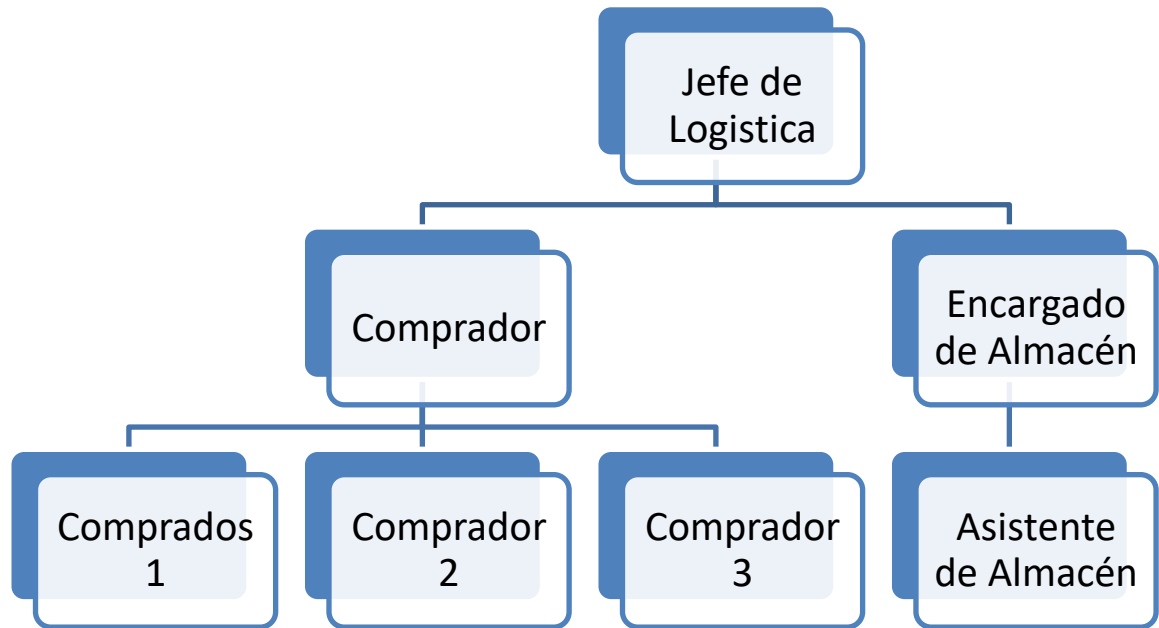 Jefe de
Logistica
Comprador
Encargado
de Almacén
Comprados
1
Comprador
2
Comprador
3
Asistente
de Almacén